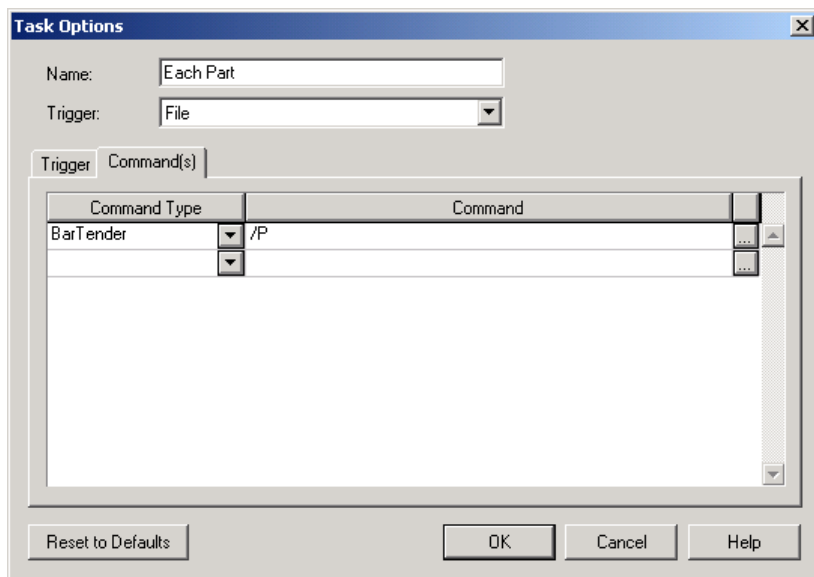 Task Options
Name: Each Part
Trigger: File
Trigger Command(s)
Command Type Command
BarTender /P ...
...
Reset to Defaults OK Cancel Help